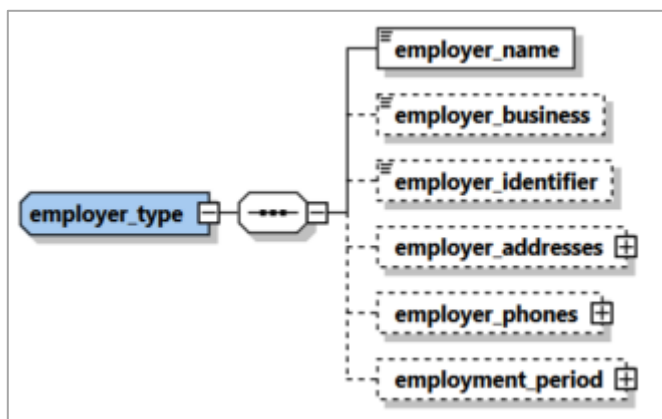 employer_name
employer_business
employer_identifier
employer_type
employer_addresses
employer_phones
employment_period